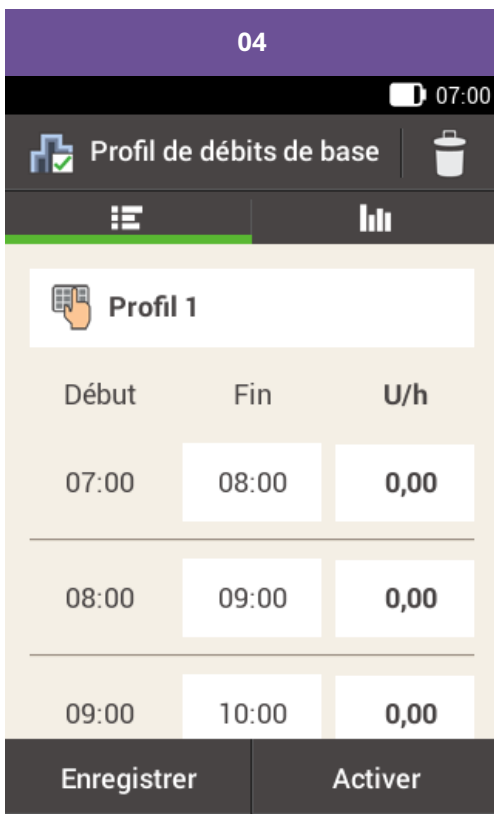 04
07:00
Profil de débits de base
Profil 1
Début Fin U/h
07:00 08:00 0,00
08:00 09:00 0,00
09:00 10:00 0,00
Enregistrer Activer